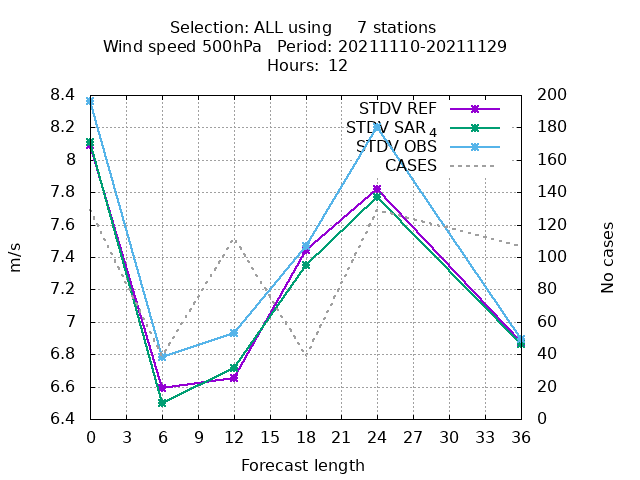 Selection: ALL using 7 stations
Wind speed 500hPa Period: 20211110-20211129
Hours: 12
STDV REF
STDV SAR 4
STDV OBS
CASES
8.4
8.2
8
7.8
7.6
7.4
7.2
7
6.8
6.6
6.4
m/s
200
180
160
140
120
100
80
60
40
20
0
No cases
0 3 6 9 12 15 18 21 24 27 30 33 36
Forecast length